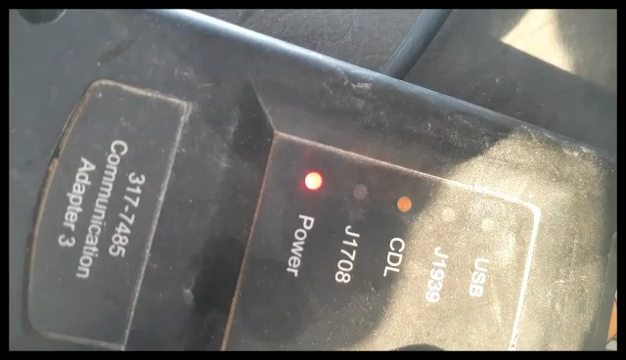 317-7485
Communication
Adapter 3
Power
J1708
CDL
J1939
USB